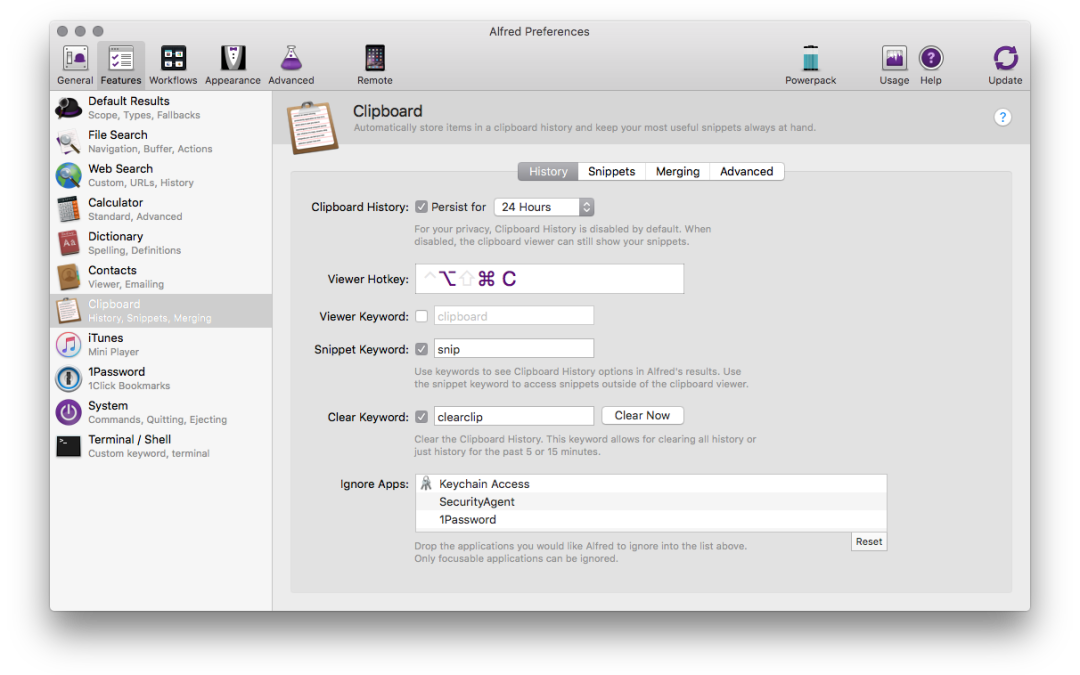 Alfred Preferences
General Features Workflows Appearance Advanced Remote Powerpack Usage Help Update
Default Results
Scope, Types, Fallbacks
File Search
Navigation, Buffer, Actions
Web Search
Custom, URLs, History
Calculator
Standard, Advanced
Dictionary
Spelling, Definitions
Contacts
Viewer, Emailing
Clipboard
History, Snippets, Merging
iTunes
Mini Player
1Password
1Click Bookmarks
System
Commands, Quitting, Ejecting
Terminal / Shell
Custom keyword, terminal
Clipboard
Automatically store items in a clipboard history and keep your most useful snippets always at hand.
?
History Snippets Merging Advanced
Clipboard History: Persist for 24 Hours
For your privacy, Clipboard History is disabled by default. When
disabled, the clipboard viewer can still show your snippets.
Viewer Hotkey: ^⌥⇧⌘ C
Viewer Keyword: clipboard
Snippet Keyword: snip
Use keywords to see Clipboard History options in Alfred's results. Use
the snippet keyword to access snippets outside of the clipboard viewer.
Clear Keyword: clearclip Clear Now
Clear the Clipboard History. This keyword allows for clearing all history or
just history for the past 5 or 15 minutes.
Ignore Apps: Keychain Access
SecurityAgent
1Password
Reset
Drop the applications you would like Alfred to ignore into the list above.
Only focusable applications can be ignored.